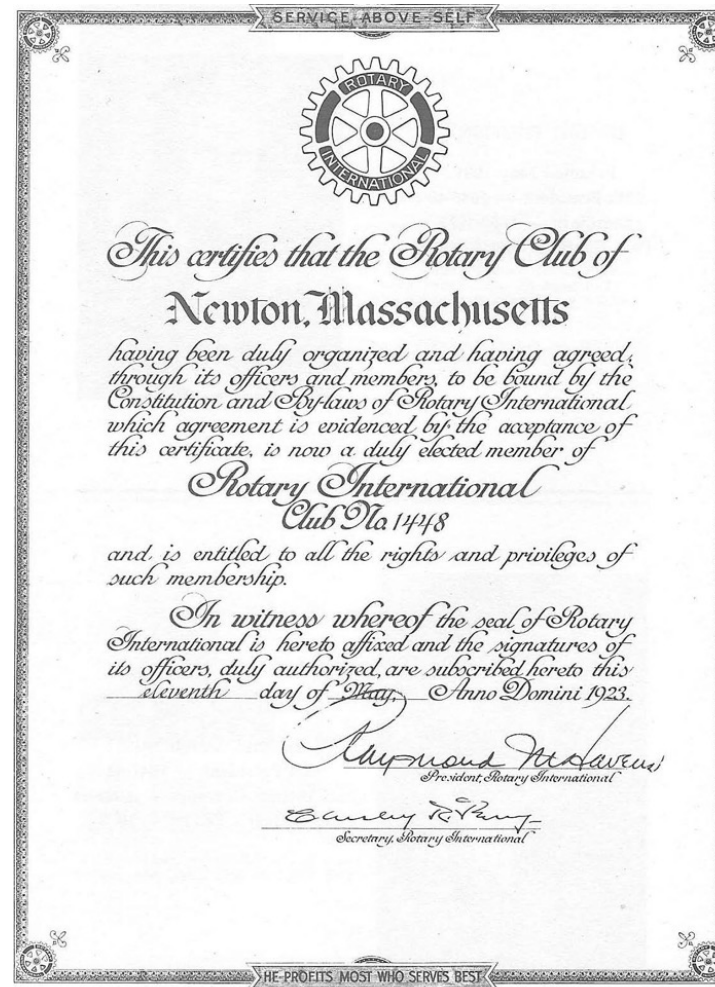 SERVICE ABOVE SELF
ROTARY
INTERNATIONAL
This certifies that the Rotary Club of
Newton, Massachusetts
having been duly organized and having agreed,
through its officers and members, to be bound by the
Constitution and By-laws of Rotary International
which agreement is evidenced by the acceptance of
this certificate, is now a duly elected member of
Rotary International
Club No. 1448
and is entitled to all the rights and privileges of
such membership.
In witness whereof the seal of Rotary
International is hereto affixed and the signatures of
its officers, duly authorized, are subscribed hereto this
eleventh day of May, Anno Domini 1923.
Raymond M Havens
President, Rotary International
Secretary, Rotary International
HE PROFITS MOST WHO SERVES BEST